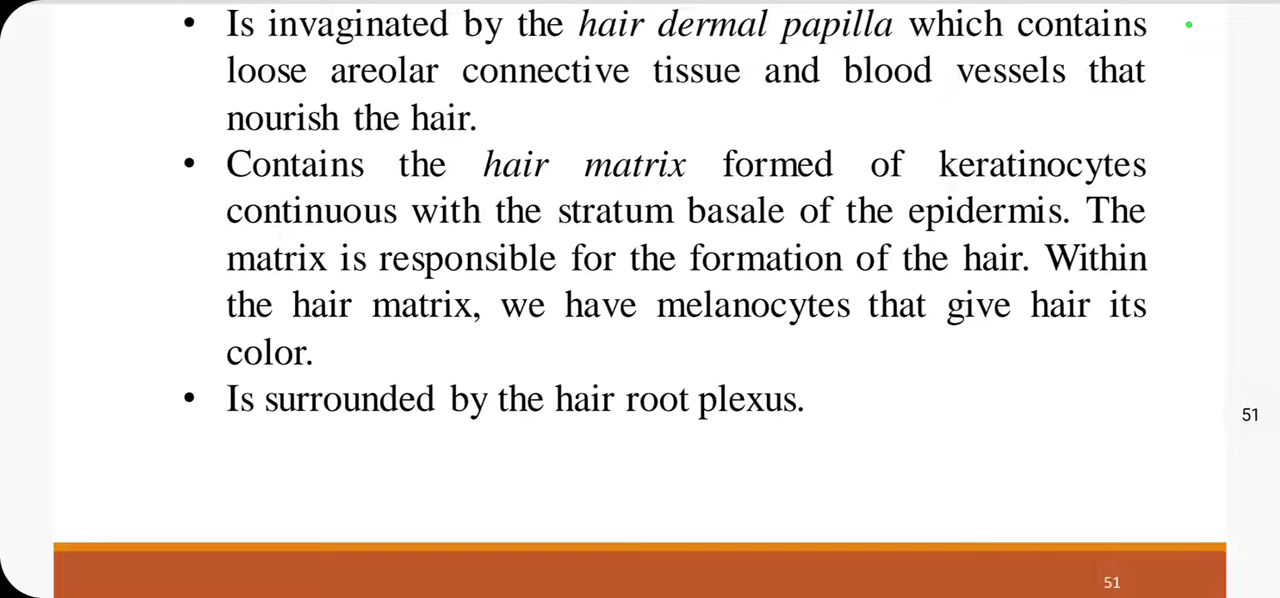 • Is invaginated by the hair dermal papilla which contains
loose areolar connective tissue and blood vessels that
nourish the hair.
• Contains the hair matrix formed of keratinocytes
continuous with the stratum basale of the epidermis. The
matrix is responsible for the formation of the hair. Within
the hair matrix, we have melanocytes that give hair its
color.
• Is surrounded by the hair root plexus.
51
51